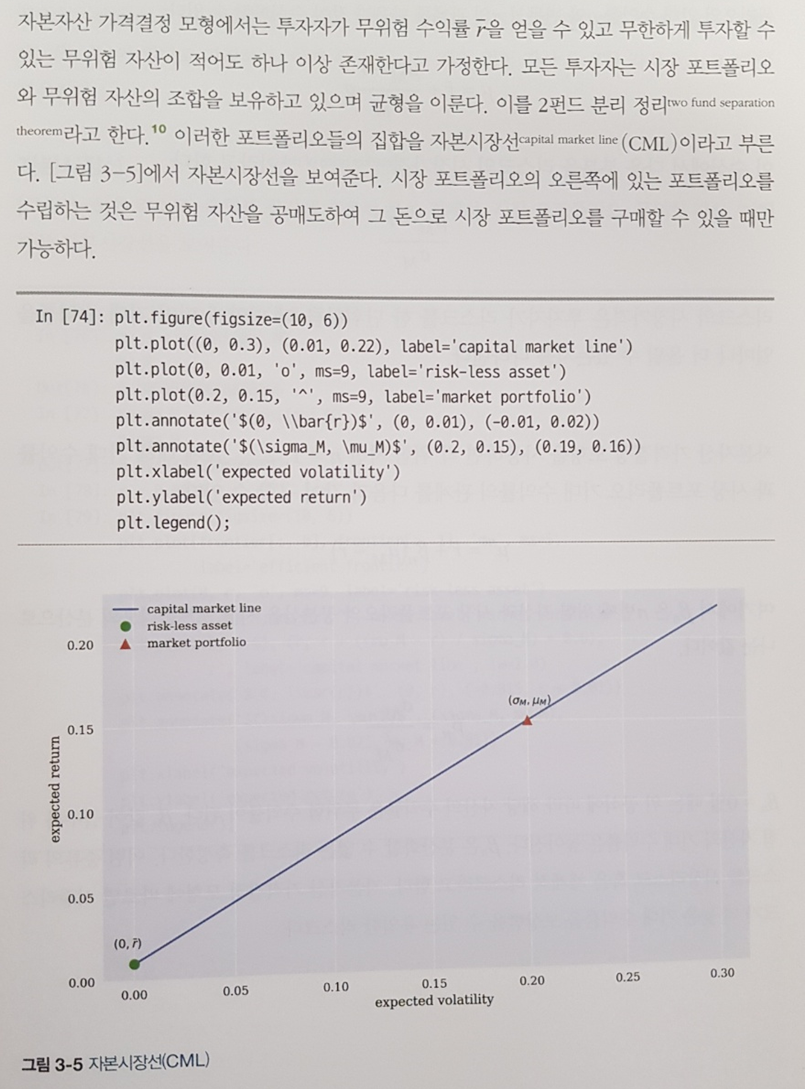 자본자산 가격결정 모형에서는 투자자가 무위험 수익률 r̄을 얻을 수 있고 무한하게 투자할 수
있는 무위험 자산이 적어도 하나 이상 존재한다고 가정한다. 모든 투자자는 시장 포트폴리오
와 무위험 자산의 조합을 보유하고 있으며 균형을 이룬다. 이를 2펀드 분리 정리two fund separation
theorem라고 한다.10 이러한 포트폴리오들의 집합을 자본시장선capital market line(CML)이라고 부른
다. [그림 3-5]에서 자본시장선을 보여준다. 시장 포트폴리오의 오른쪽에 있는 포트폴리오를
수립하는 것은 무위험 자산을 공매도하여 그 돈으로 시장 포트폴리오를 구매할 수 있을 때만
가능하다.
In [74]: plt.figure(figsize=(10, 6))
plt.plot((0, 0.3), (0.01, 0.22), label='capital market line')
plt.plot(0, 0.01, 'o', ms=9, label='risk-less asset')
plt.plot(0.2, 0.15, '^', ms=9, label='market portfolio')
plt.annotate('$(0, \\bar{r})$', (0, 0.01), (-0.01, 0.02))
plt.annotate('$(\sigma_M, \mu_M)$', (0.2, 0.15), (0.19, 0.16))
plt.xlabel('expected volatility')
plt.ylabel('expected return')
plt.legend();
capital market line
risk-less asset
market portfolio
0.20
0.15
0.10
0.05
0.00
expected return
(σM, μM)
(0, r̄)
0.00 0.05 0.10 0.15 0.20 0.25 0.30
expected volatility
그림 3-5 자본시장선(CML)